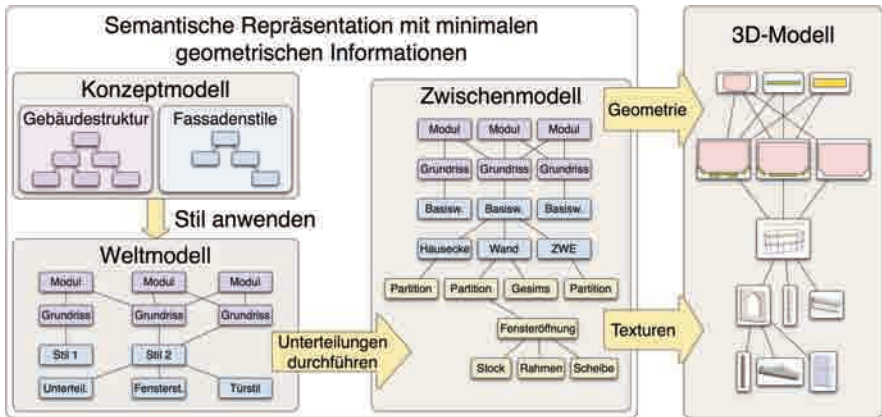 Semantische Repräsentation mit minimalen
geometrischen Informationen
Konzeptmodell
Gebäudestruktur
Fassadenstile
Stil anwenden
Weltmodell
Modul Modul Modul
Grundriss Grundriss Grundriss
Stil 1 Stil 2
Unterteil. Fensterst. Türstil
Unterteilungen
durchführen
Zwischenmodell
Modul Modul Modul
Grundriss Grundriss Grundriss
Basisw. Basisw. Basisw.
Hausecke Wand ZWE
Partition Partition Gesims Partition
Fensteröffnung
Stock Rahmen Scheibe
Geometrie
Texturen
3D-Modell